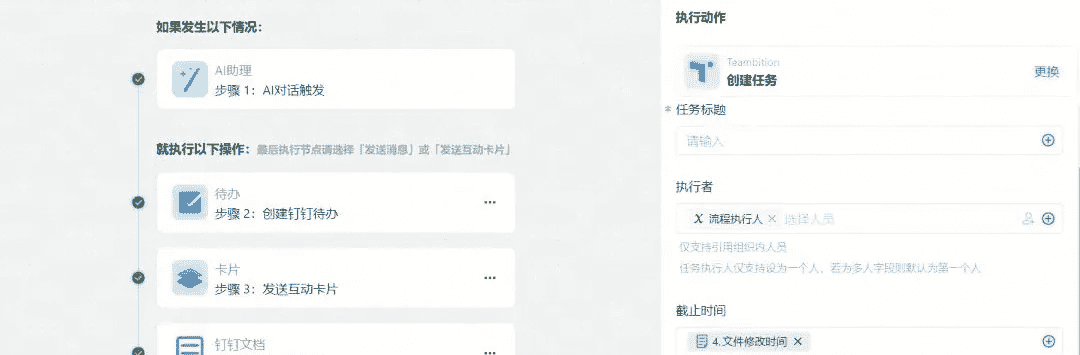 如果发生以下情况：
AI助理
步骤 1：AI对话触发
就执行以下操作： 最后执行节点请选择「发送消息」或「发送互动卡片」
待办
步骤 2：创建钉钉待办
卡片
步骤 3：发送互动卡片
钉钉文档
执行动作
Teambition
创建任务
更换
* 任务标题
请输入
执行者
X 流程执行人 × 选择人员
仅支持引用组织内人员
任务执行人仅支持设为一个人，若为多人字段则默认为第一个人
截止时间
4.文件修改时间 ×